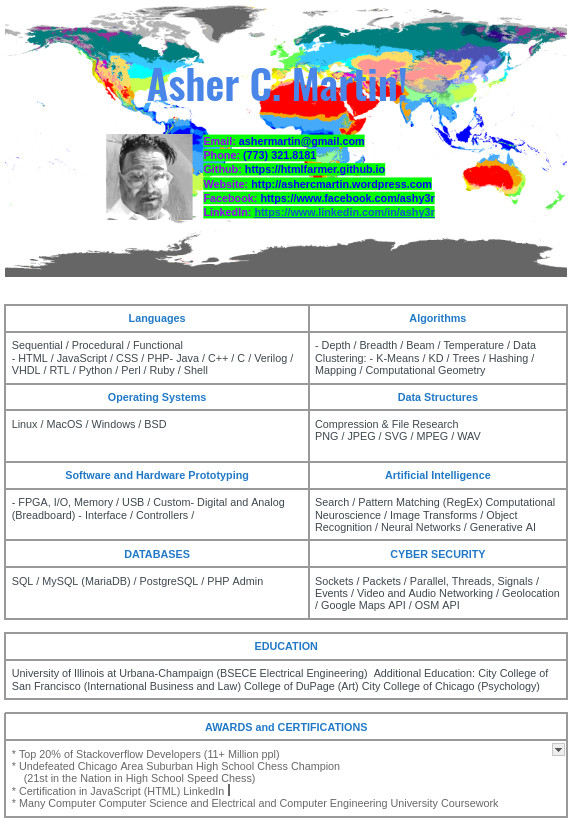 Asher C. Martin!
Email: ashermartin@gmail.com
Phone: (773) 321.8181
Github: https://htmlfarmer.github.io
Website: http://ashercmartin.wordpress.com
Facebook: https://www.facebook.com/ashy3r
LinkedIn: https://www.linkedin.com/in/ashy3r
Languages
Sequential / Procedural / Functional
- HTML / JavaScript / CSS / PHP- Java / C++ / C / Verilog /
VHDL / RTL / Python / Perl / Ruby / Shell
Algorithms
- Depth / Breadth / Beam / Temperature / Data
Clustering: - K-Means / KD / Trees / Hashing /
Mapping / Computational Geometry
Operating Systems
Linux / MacOS / Windows / BSD
Data Structures
Compression & File Research
PNG / JPEG / SVG / MPEG / WAV
Software and Hardware Prototyping
- FPGA, I/O, Memory / USB / Custom- Digital and Analog
(Breadboard) - Interface / Controllers /
Artificial Intelligence
Search / Pattern Matching (RegEx) Computational
Neuroscience / Image Transforms / Object
Recognition / Neural Networks / Generative AI
DATABASES
SQL / MySQL (MariaDB) / PostgreSQL / PHP Admin
CYBER SECURITY
Sockets / Packets / Parallel, Threads, Signals /
Events / Video and Audio Networking / Geolocation
/ Google Maps API / OSM API
EDUCATION
University of Illinois at Urbana-Champaign (BSECE Electrical Engineering)  Additional Education: City College of
San Francisco (International Business and Law) College of DuPage (Art) City College of Chicago (Psychology)
AWARDS and CERTIFICATIONS
* Top 20% of Stackoverflow Developers (11+ Million ppl)
* Undefeated Chicago Area Suburban High School Chess Champion
(21st in the Nation in High School Speed Chess)
* Certification in JavaScript (HTML) LinkedIn
* Many Computer Computer Science and Electrical and Computer Engineering University Coursework